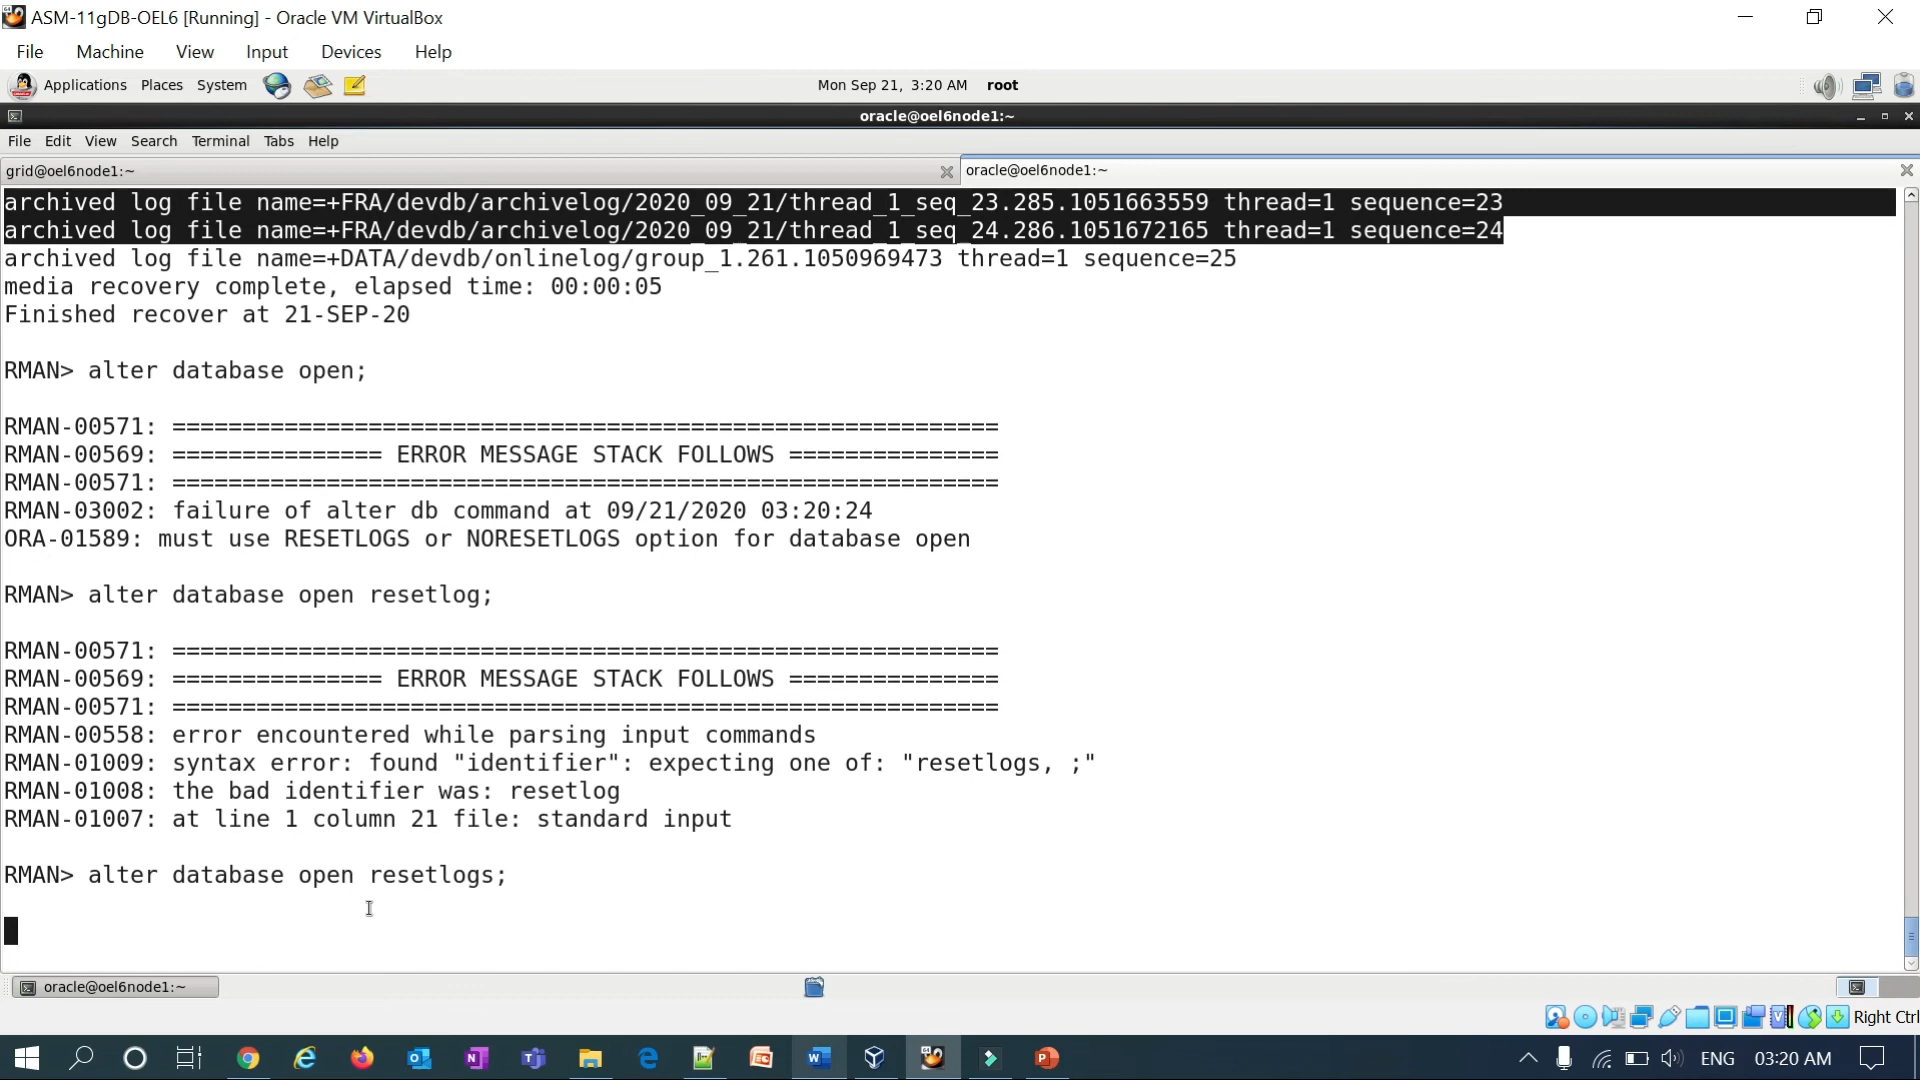 ASM-11gDB-OEL6 [Running] - Oracle VM VirtualBox
File Machine View Input Devices Help
Applications Places System Mon Sep 21, 3:20 AM root
oracle@oel6node1:~
File Edit View Search Terminal Tabs Help
grid@oel6node1:~ oracle@oel6node1:~
archived log file name=+FRA/devdb/archivelog/2020_09_21/thread_1_seq_23.285.1051663559 thread=1 sequence=23
archived log file name=+FRA/devdb/archivelog/2020_09_21/thread_1_seq_24.286.1051672165 thread=1 sequence=24
archived log file name=+DATA/devdb/onlinelog/group_1.261.1050969473 thread=1 sequence=25
media recovery complete, elapsed time: 00:00:05
Finished recover at 21-SEP-20
RMAN> alter database open;
RMAN-00571: ===========================================================
RMAN-00569: =============== ERROR MESSAGE STACK FOLLOWS ===============
RMAN-00571: ===========================================================
RMAN-03002: failure of alter db command at 09/21/2020 03:20:24
ORA-01589: must use RESETLOGS or NORESETLOGS option for database open
RMAN> alter database open resetlog;
RMAN-00571: ===========================================================
RMAN-00569: =============== ERROR MESSAGE STACK FOLLOWS ===============
RMAN-00571: ===========================================================
RMAN-00558: error encountered while parsing input commands
RMAN-01009: syntax error: found "identifier": expecting one of: "resetlogs, ;"
RMAN-01008: the bad identifier was: resetlog
RMAN-01007: at line 1 column 21 file: standard input
RMAN> alter database open resetlogs;
oracle@oel6node1:~
Right Ctrl
ENG 03:20 AM